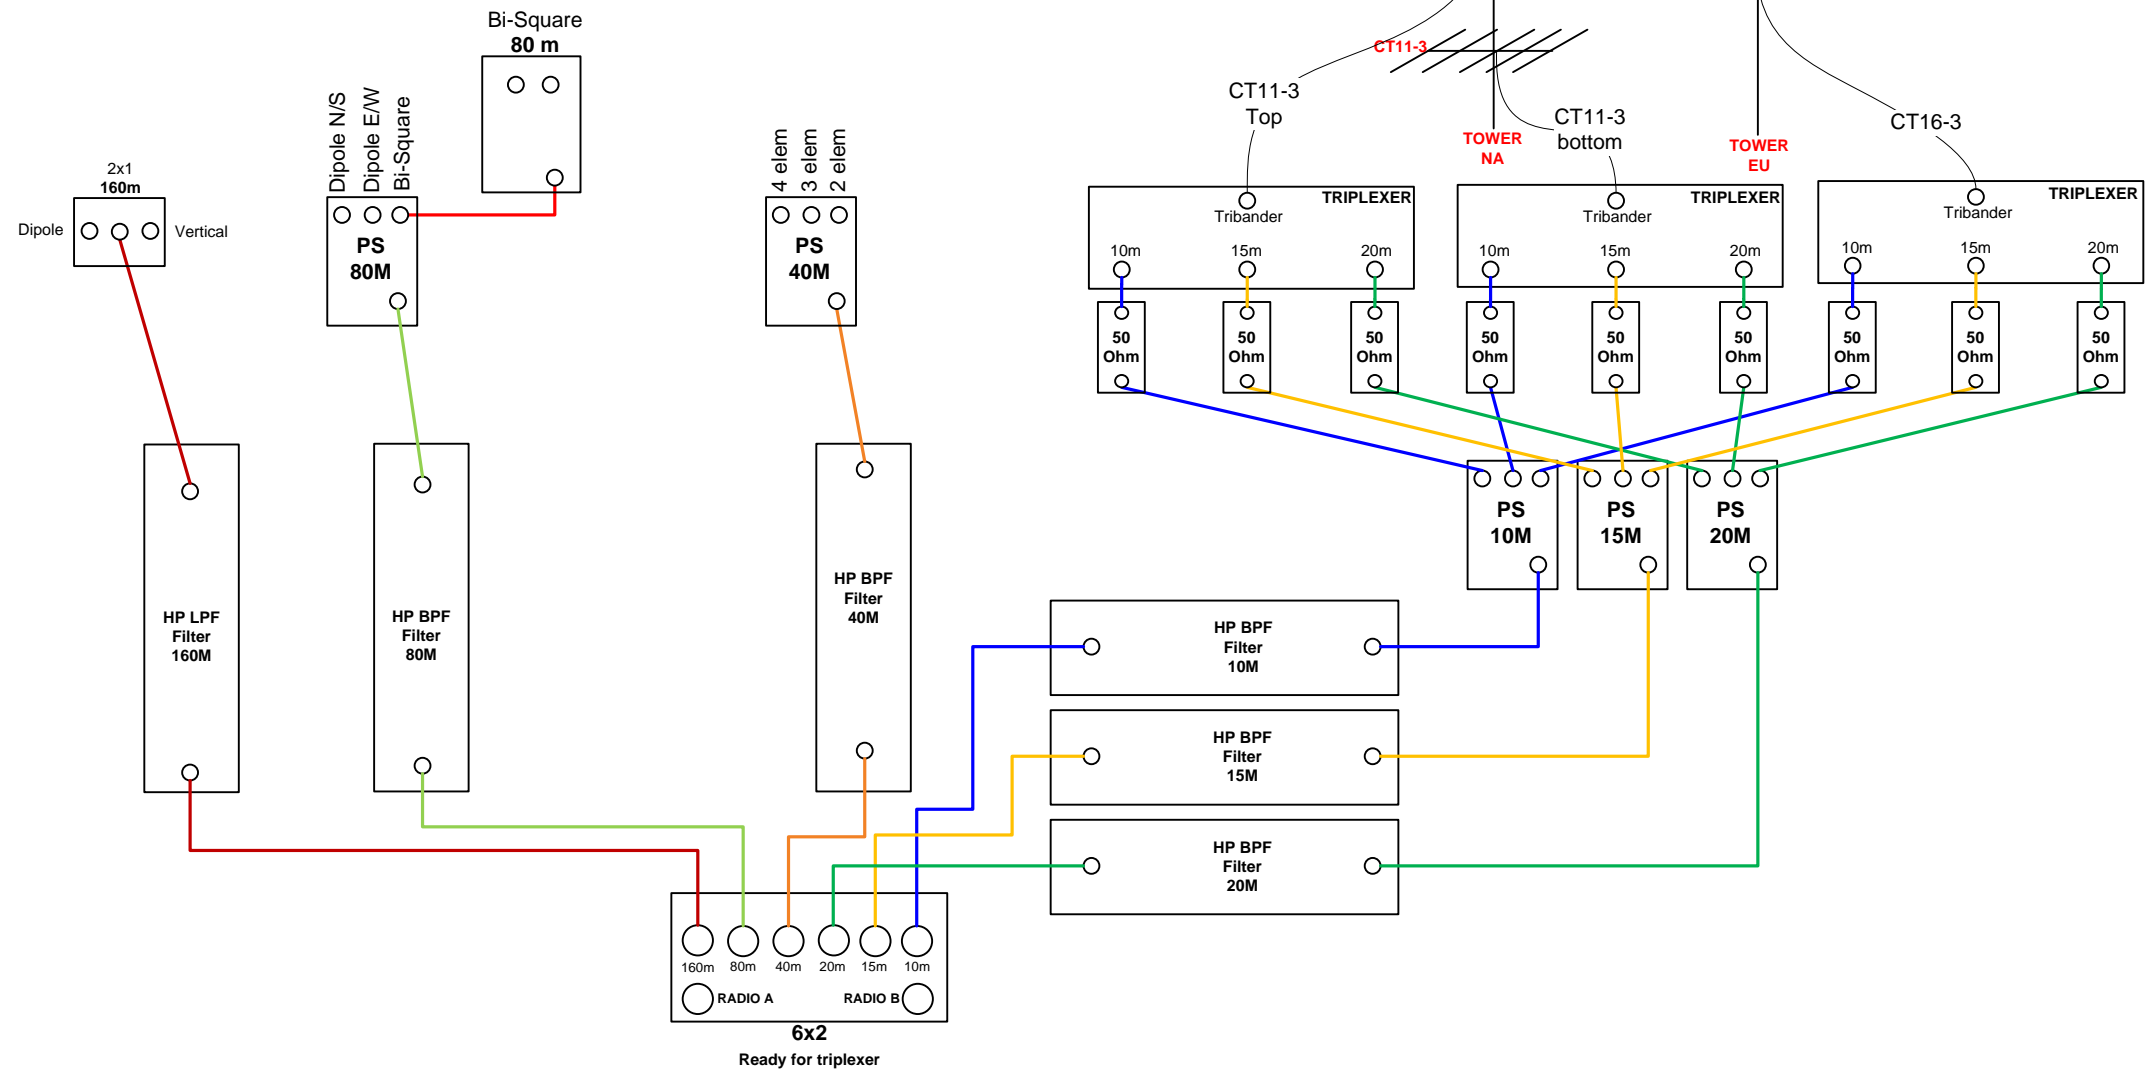 Bi-Square
80 m
CT11-3
CT11-3
Top
CT11-3
bottom
CT16-3
TOWER
NA
TOWER
EU
Dipole N/S
Dipole E/W
Bi-Square
4 elem
3 elem
2 elem
2x1
160m
Dipole
Vertical
PS
80M
PS
40M
TRIPLEXER
Tribander
10m
15m
20m
TRIPLEXER
Tribander
10m
15m
20m
TRIPLEXER
Tribander
10m
15m
20m
50
Ohm
50
Ohm
50
Ohm
50
Ohm
50
Ohm
50
Ohm
50
Ohm
50
Ohm
50
Ohm
PS
10M
PS
15M
PS
20M
HP LPF
Filter
160M
HP BPF
Filter
80M
HP BPF
Filter
40M
HP BPF
Filter
10M
HP BPF
Filter
15M
HP BPF
Filter
20M
160m
80m
40m
20m
15m
10m
RADIO A
RADIO B
6x2
Ready for triplexer